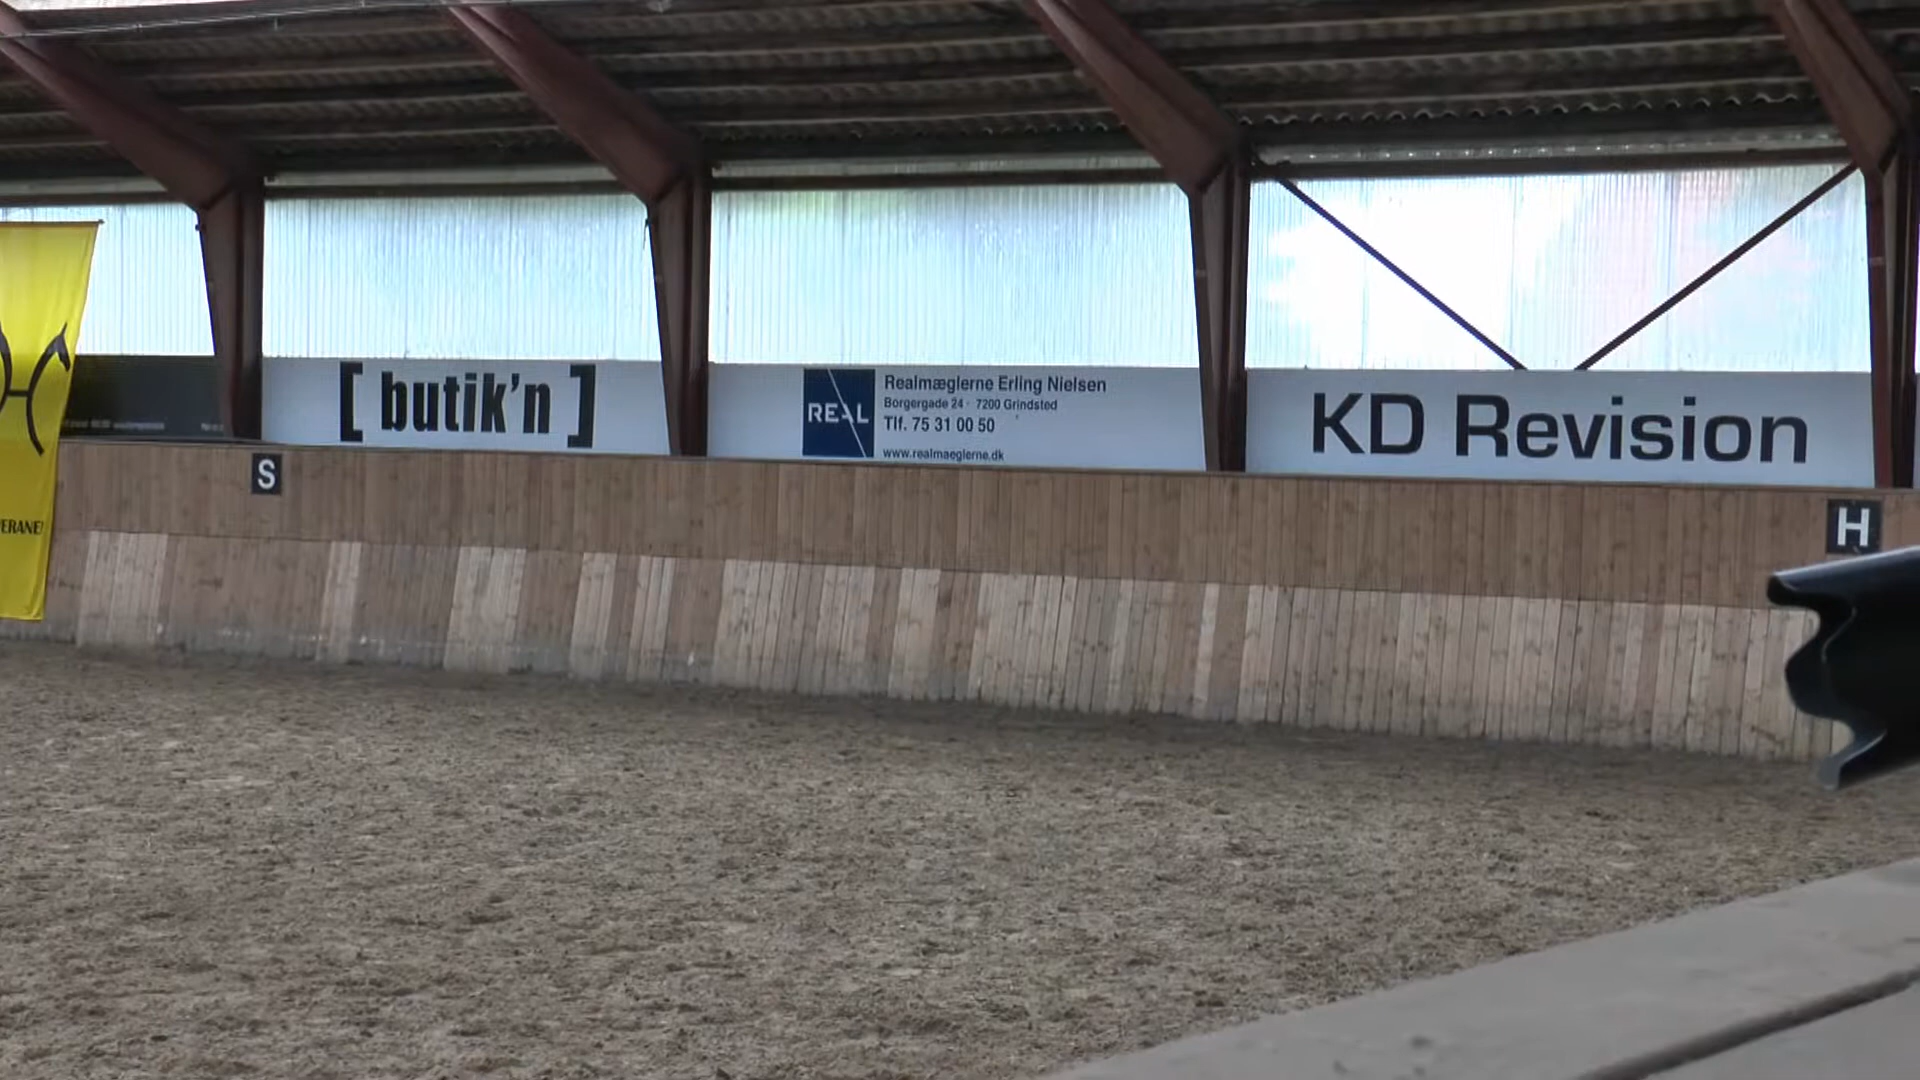 [ butik'n ]
REAL
Realmæglerne Erling Nielsen
Borgergade 24 · 7200 Grindsted
Tlf. 75 31 00 50
www.realmaeglerne.dk
KD Revision
S
H